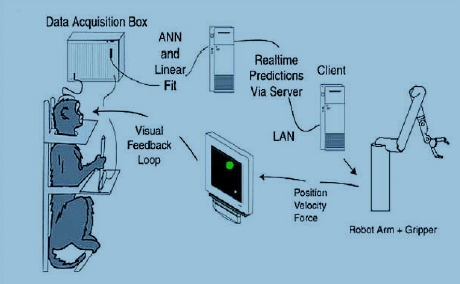 Data Acquisition Box
ANN
and
Linear
Fit
Realtime
Predictions
Via Server
Client
LAN
Visual
Feedback
Loop
Position
Velocity
Force
Robot Arm + Gripper